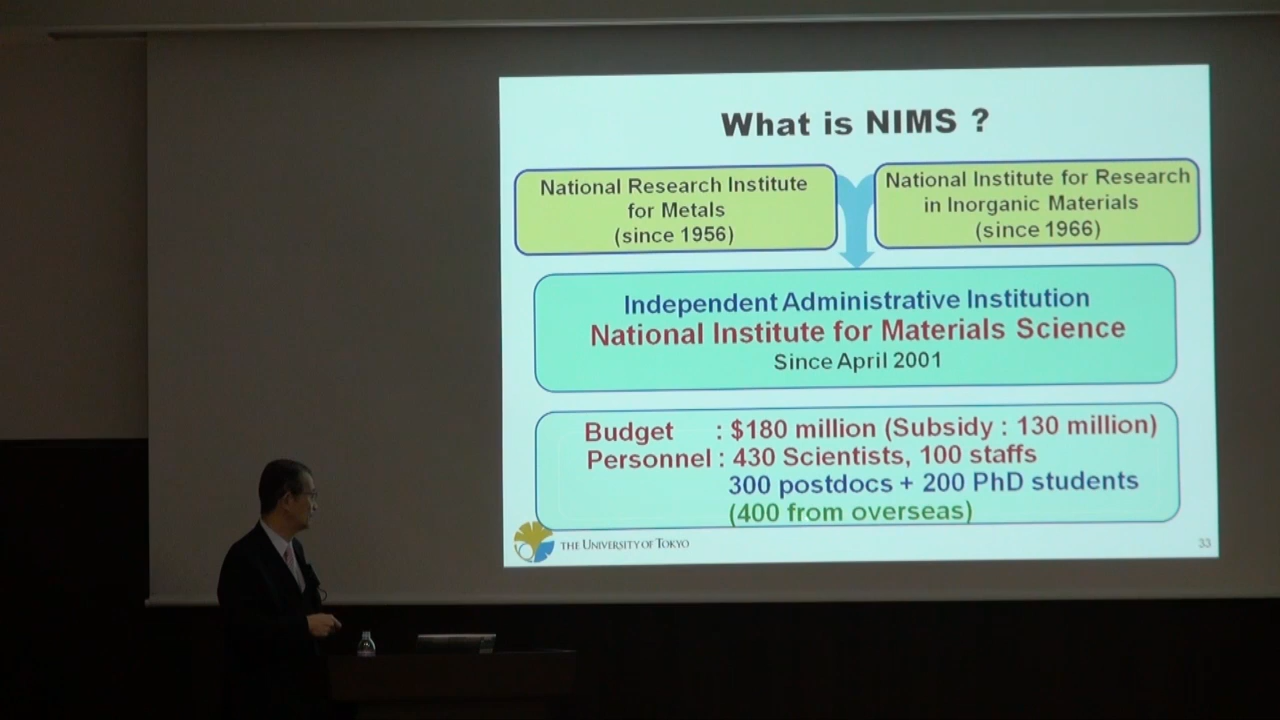 What is NIMS ?
National Research Institute
for Metals
(since 1956)
National Institute for Research
in Inorganic Materials
(since 1966)
Independent Administrative Institution
National Institute for Materials Science
Since April 2001
Budget : $180 million (Subsidy : 130 million)
Personnel : 430 Scientists, 100 staffs
300 postdocs + 200 PhD students
(400 from overseas)
THE UNIVERSITY OF TOKYO
33